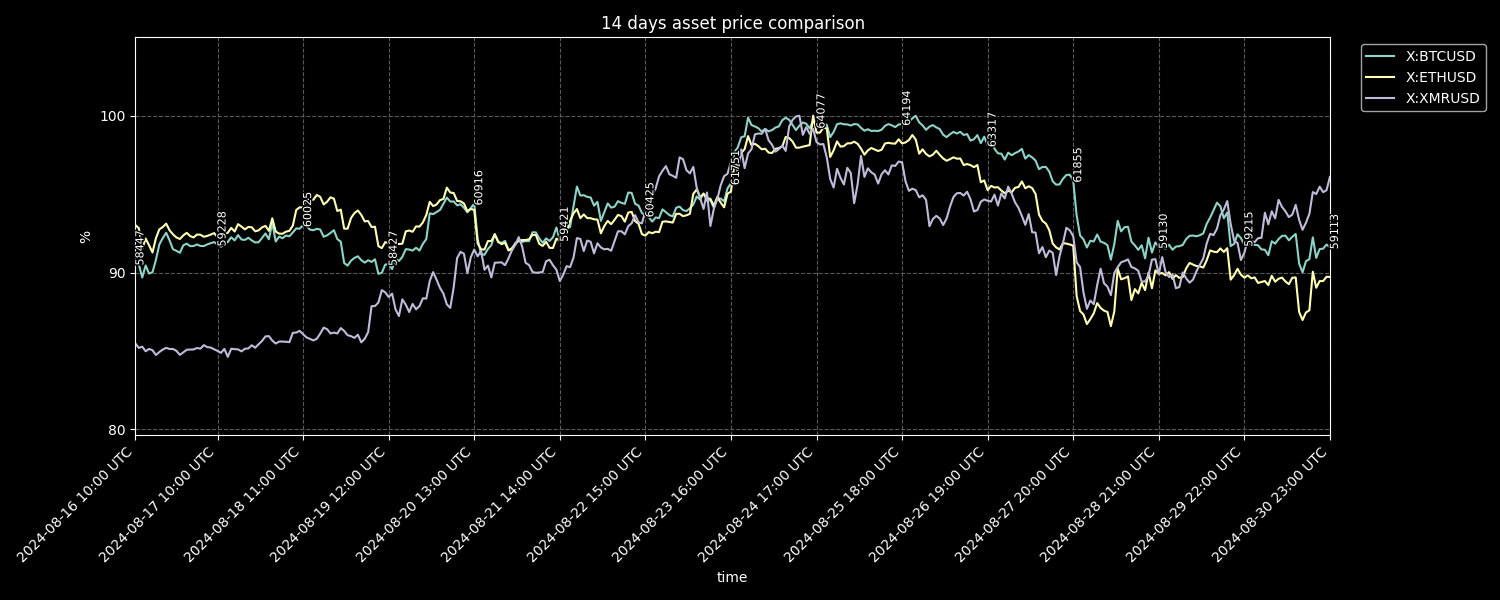 14 days asset price comparison
X:BTCUSD
X:ETHUSD
X:XMRUSD
%
100
90
80
58447
59228
60025
58427
60916
59421
60425
61751
64077
64194
63317
61855
59130
59215
59113
2024-08-16 10:00 UTC
2024-08-17 10:00 UTC
2024-08-18 11:00 UTC
2024-08-19 12:00 UTC
2024-08-20 13:00 UTC
2024-08-21 14:00 UTC
2024-08-22 15:00 UTC
2024-08-23 16:00 UTC
2024-08-24 17:00 UTC
2024-08-25 18:00 UTC
2024-08-26 19:00 UTC
2024-08-27 20:00 UTC
2024-08-28 21:00 UTC
2024-08-29 22:00 UTC
2024-08-30 23:00 UTC
time